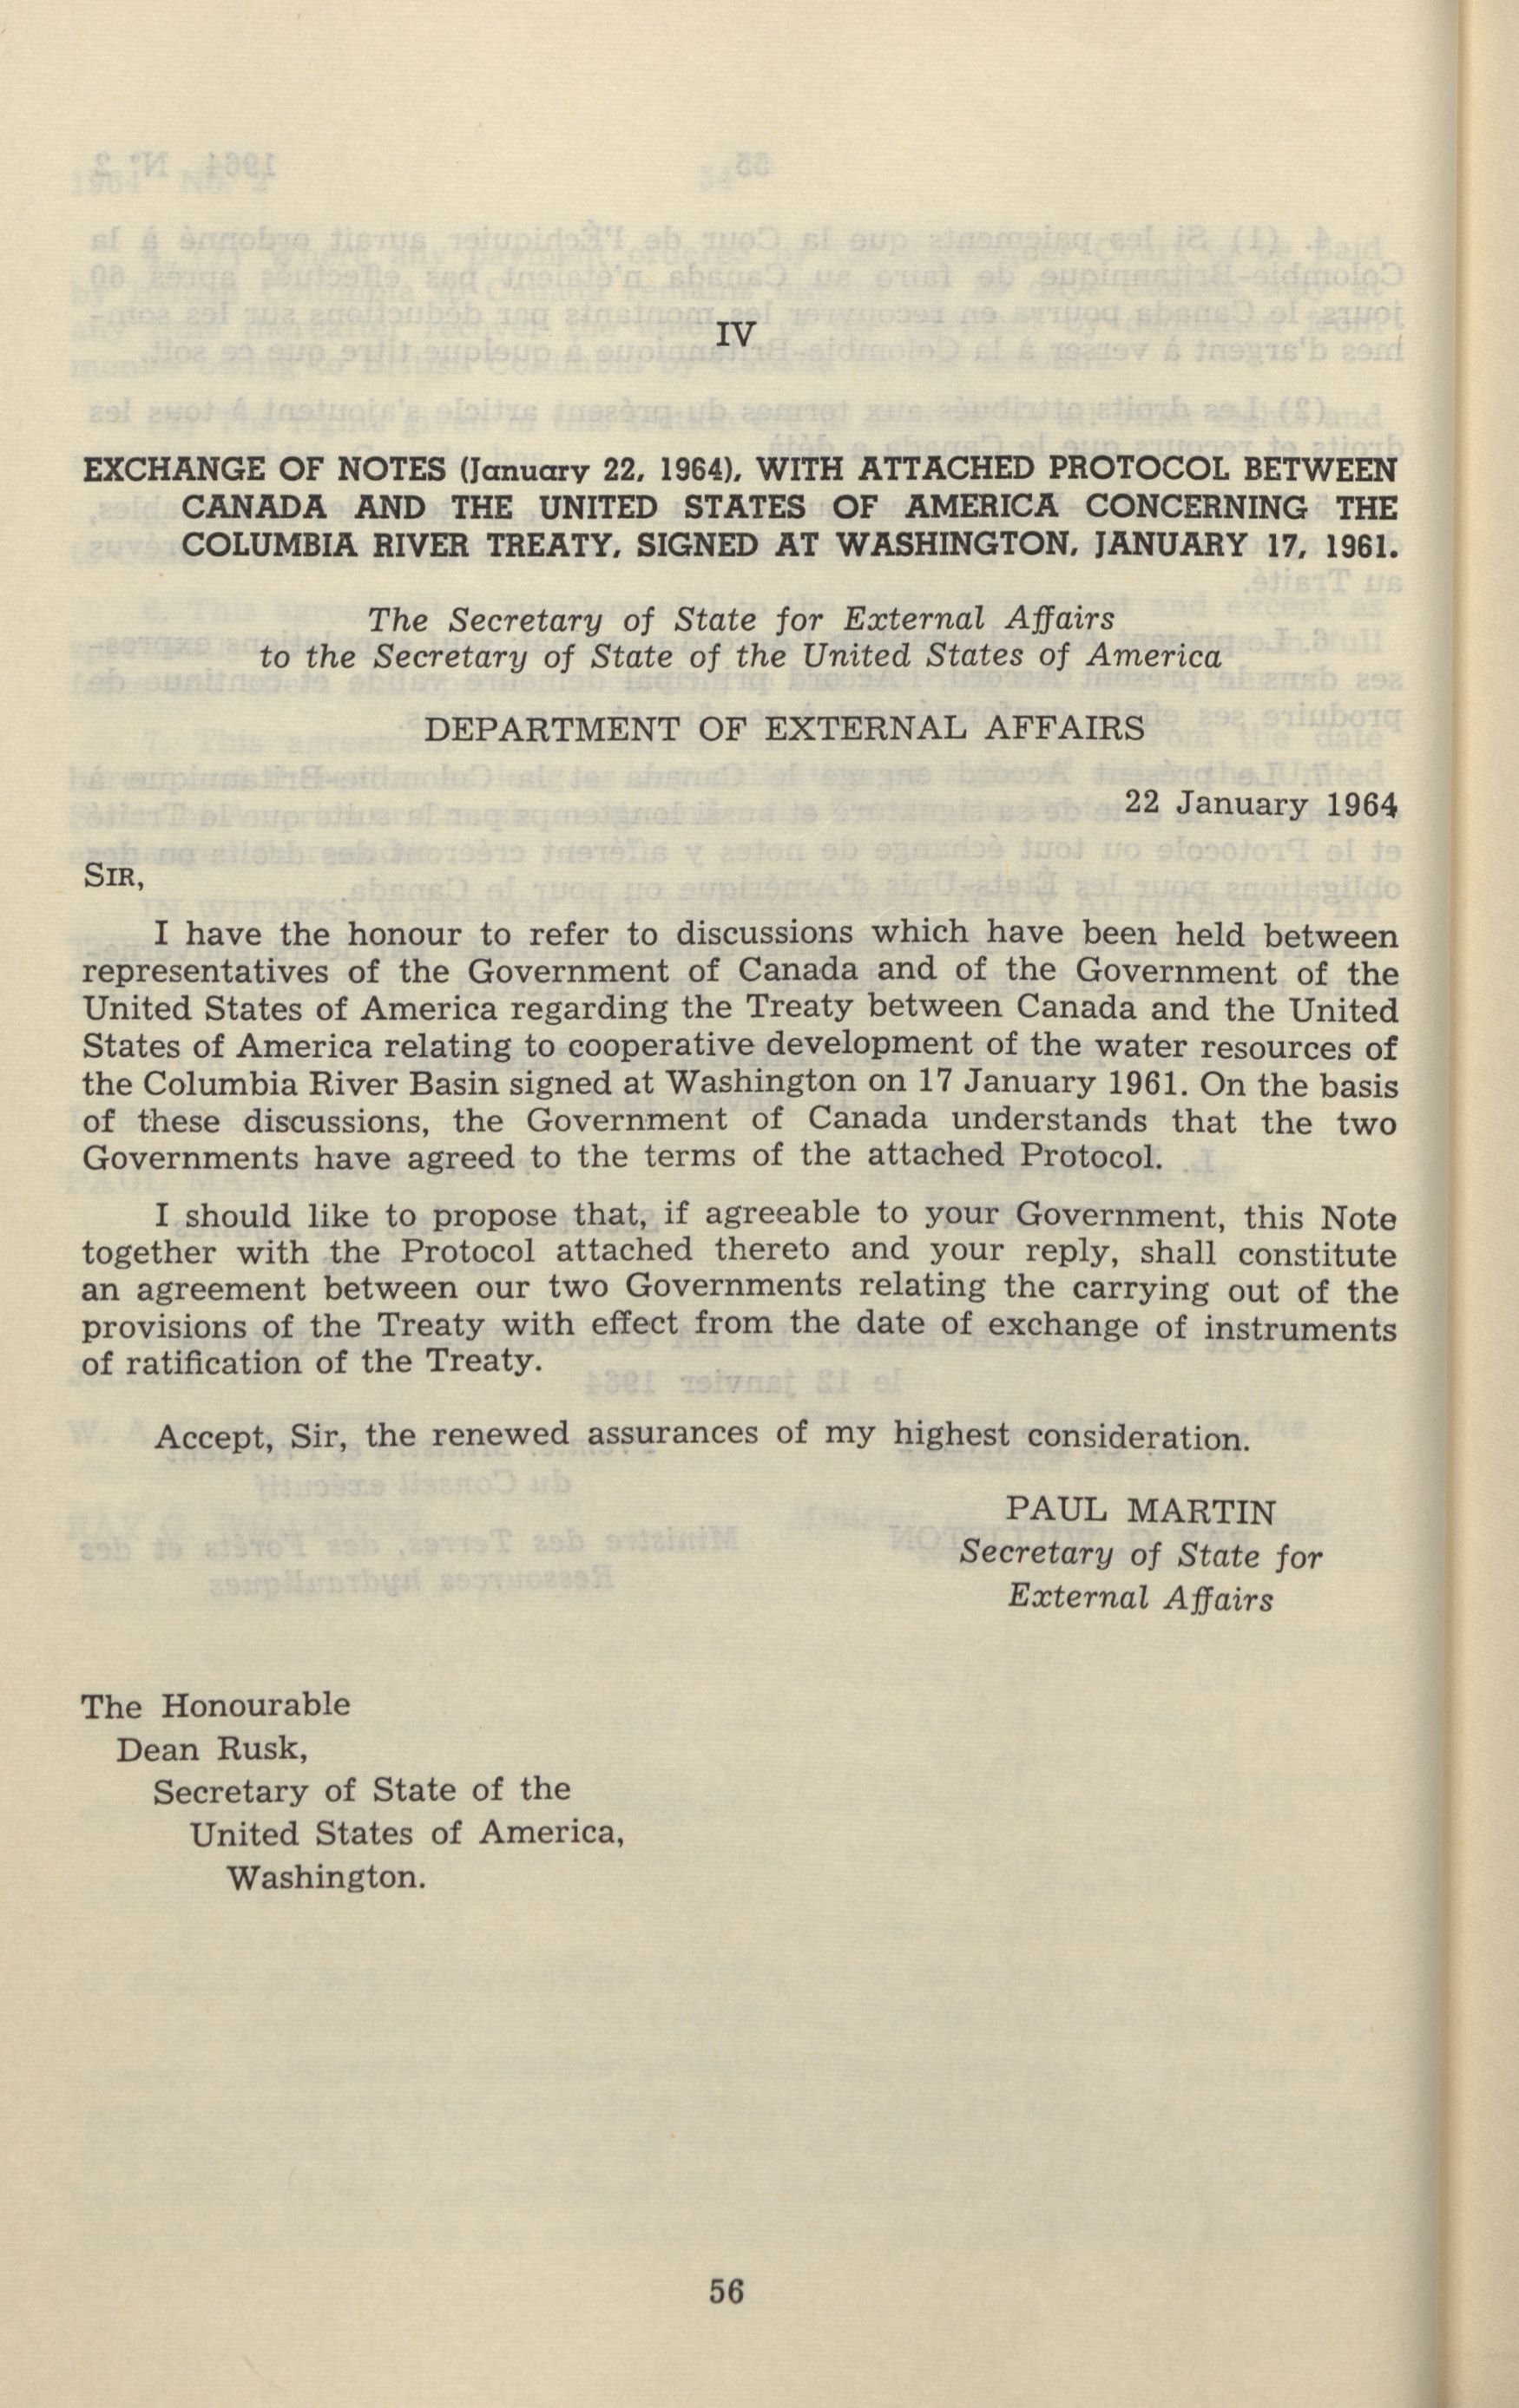 IV
EXCHANGE OF NOTES (January 22, 1964), WITH ATTACHED PROTOCOL BETWEEN
CANADA AND THE UNITED STATES OF AMERICA CONCERNING THE
COLUMBIA RIVER TREATY, SIGNED AT WASHINGTON, JANUARY 17, 1961.
The Secretary of State for External Affairs
to the Secretary of State of the United States of America
DEPARTMENT OF EXTERNAL AFFAIRS
22 January 1964
SIR,
I have the honour to refer to discussions which have been held between
representatives of the Government of Canada and of the Government of the
United States of America regarding the Treaty between Canada and the United
States of America relating to cooperative development of the water resources of
the Columbia River Basin signed at Washington on 17 January 1961. On the basis
of these discussions, the Government of Canada understands that the two
Governments have agreed to the terms of the attached Protocol.
I should like to propose that, if agreeable to your Government, this Note
together with the Protocol attached thereto and your reply, shall constitute
an agreement between our two Governments relating the carrying out of the
provisions of the Treaty with effect from the date of exchange of instruments
of ratification of the Treaty.
Accept, Sir, the renewed assurances of my highest consideration.
PAUL MARTIN
Secretary of State for
External Affairs
The Honourable
Dean Rusk,
Secretary of State of the
United States of America,
Washington.
56